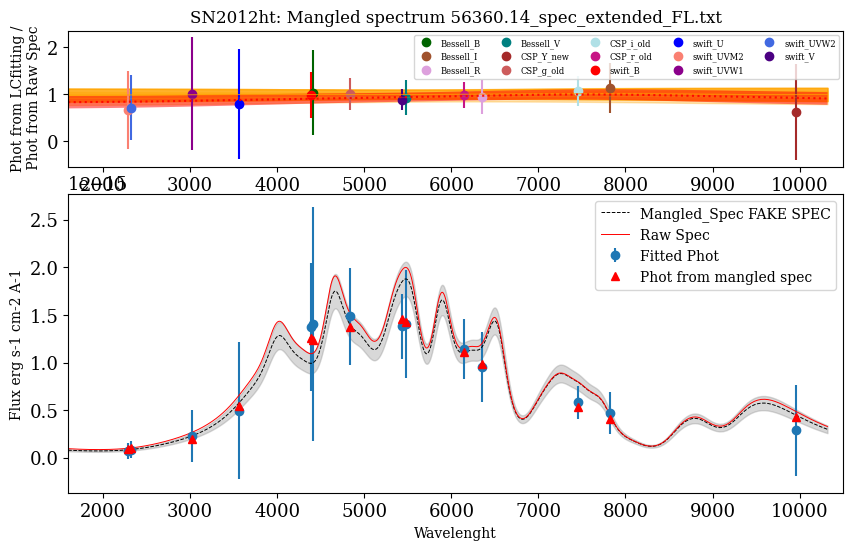 SN2012ht: Mangled spectrum 56360.14_spec_extended_FL.txt
Phot from LCfitting /
Phot from Raw Spec
2
1
0
Bessell_B Bessell_V CSP_i_old swift_U swift_UVW2
Bessell_I CSP_Y_new CSP_r_old swift_UVM2 swift_V
Bessell_R CSP_g_old swift_B swift_UVW1
2000 3000 4000 5000 6000 7000 8000 9000 10000
Flux erg s-1 cm-2 A-1
2.5
2.0
1.5
1.0
0.5
0.0
Mangled_Spec FAKE SPEC
Raw Spec
Fitted Phot
Phot from mangled spec
2000 3000 4000 5000 6000 7000 8000 9000 10000
Wavelenght